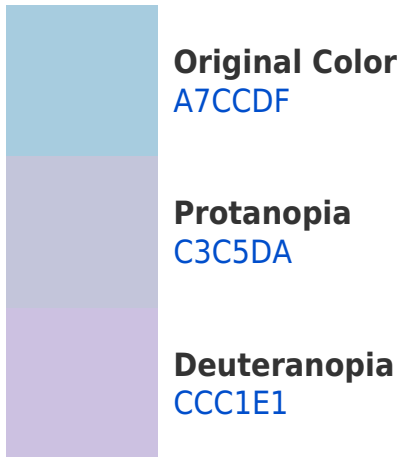 Original Color
A7CCDF
Protanopia
C3C5DA
Deuteranopia
CCC1E1